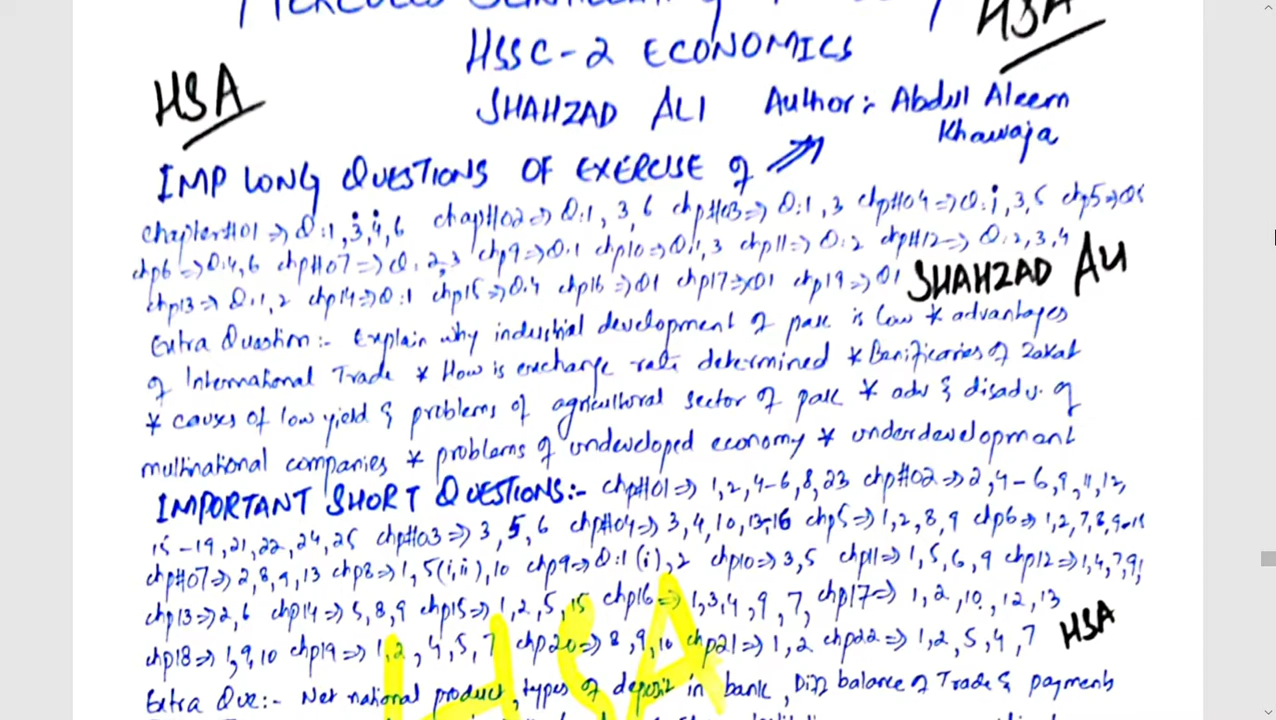 HSA
HSSC-2 ECONOMICS
HSA
SHAHZAD ALI Author:- Abdul Aleem
Khawaja
IMP LONG QUESTIONS OF EXERCISE of
chapter#01 => Q:1,3,4,6 chap#02 => Q:1, 3,6 chp#03 => Q:1,3 chp#04 => Q:1,3,5 chp5 =>
chp6 => Q:4,6 chp#07 => Q:2,3 chp9 => Q:1 chp10 => Q:1,3 chp11 => Q:2 chp#12 => Q:2,3,4
chp13 => Q:1,2 chp14 => Q:1 chp15 => Q:4 chp16 => Q1 chp17 => Q1 chp19 => Q1 SHAHZAD Ali
Extra Question:- Explain why industrial development of pak is low * advantages
of International Trade * How is exchange rate determined * Benificaries of Zakat
* causes of low yield & problems of agricultural sector of pak * adv & disadv. of
multinational companies * problems of undeveloped economy * underdevelopment
IMPORTANT SHORT QUESTIONS:- chp#01 => 1,2,4-6,8,23 chp#02 => 2,4-6,9,11,12,
15-19,21,22,24,25 chp#03 => 3,5,6 chp#04 => 3,4,10,13-16 chp5 => 1,2,8,9 chp6 => 1,2,7,8,9-15
chp#07 => 2,8,9,13 chp8 => 1,5(i,ii),10 chp9 => Q:1(i),2 chp10 => 3,5 chp11 => 1,5,6,9 chp12 => 1,4,7,9,
chp13 => 2,6 chp14 => 5,8,9 chp15 => 1,2,5,15 chp16 => 1,3,4,9,7, chp17 => 1,2,10,12,13
chp18 => 1,9,10 chp19 => 1,2,4,5,7 chp20 => 8,9,10 chp21 => 1,2 chp22 => 1,2,5,4,7 HSA
HSA
Extra Que:- Net national product, types of deposit in bank, Diff balance of Trade & payments